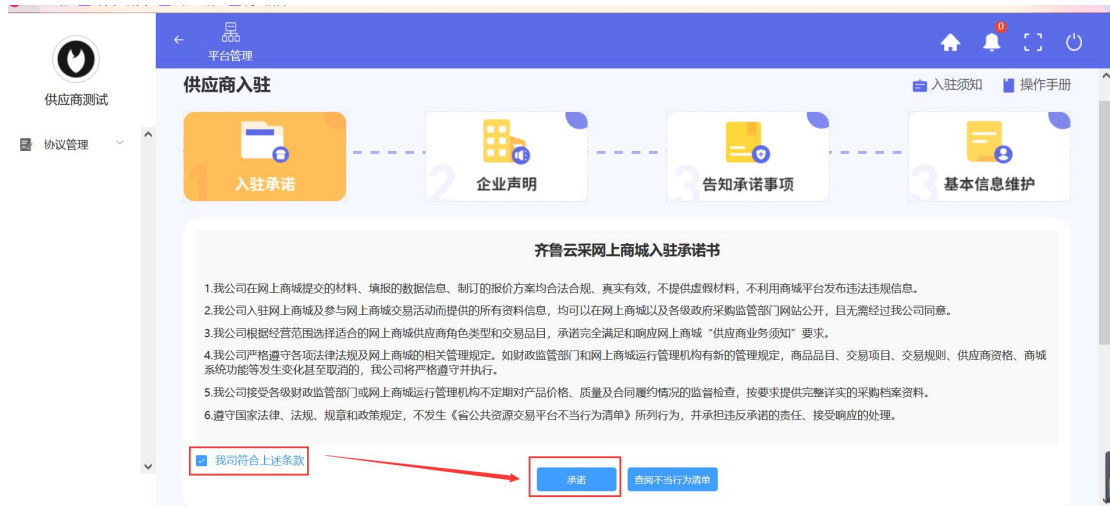 平台管理
0
供应商测试
协议管理
供应商入驻
入驻须知
操作手册
1
入驻承诺
2
企业声明
3
告知承诺事项
3
基本信息维护
齐鲁云采网上商城入驻承诺书
1.我公司在网上商城提交的材料、填报的数据信息、制订的报价方案均合法合规、真实有效，不提供虚假材料，不利用商城平台发布违法违规信息。
2.我公司入驻网上商城及参与网上商城交易活动而提供的所有资料信息，均可以在网上商城以及各级政府采购监管部门网站公开，且无需经过我公司同意。
3.我公司根据经营范围选择适合的网上商城供应商角色类型和交易品目，承诺完全满足和响应网上商城“供应商业务须知”要求。
4.我公司严格遵守各项法律法规及网上商城的相关管理规定。如财政监管部门和网上商城运行管理机构有新的管理规定，商品品目、交易项目、交易规则、供应商资格、商城
系统功能等发生变化甚至取消的，我公司将严格遵守并执行。
5.我公司接受各级财政监管部门或网上商城运行管理机构不定期对产品价格、质量及合同履约情况的监督检查，按要求提供完整详实的采购档案资料。
6.遵守国家法律、法规、规章和政策规定，不发生《省公共资源交易平台不当行为清单》所列行为，并承担违反承诺的责任、接受响应的处理。
我司符合上述条款
承诺
查阅不当行为清单